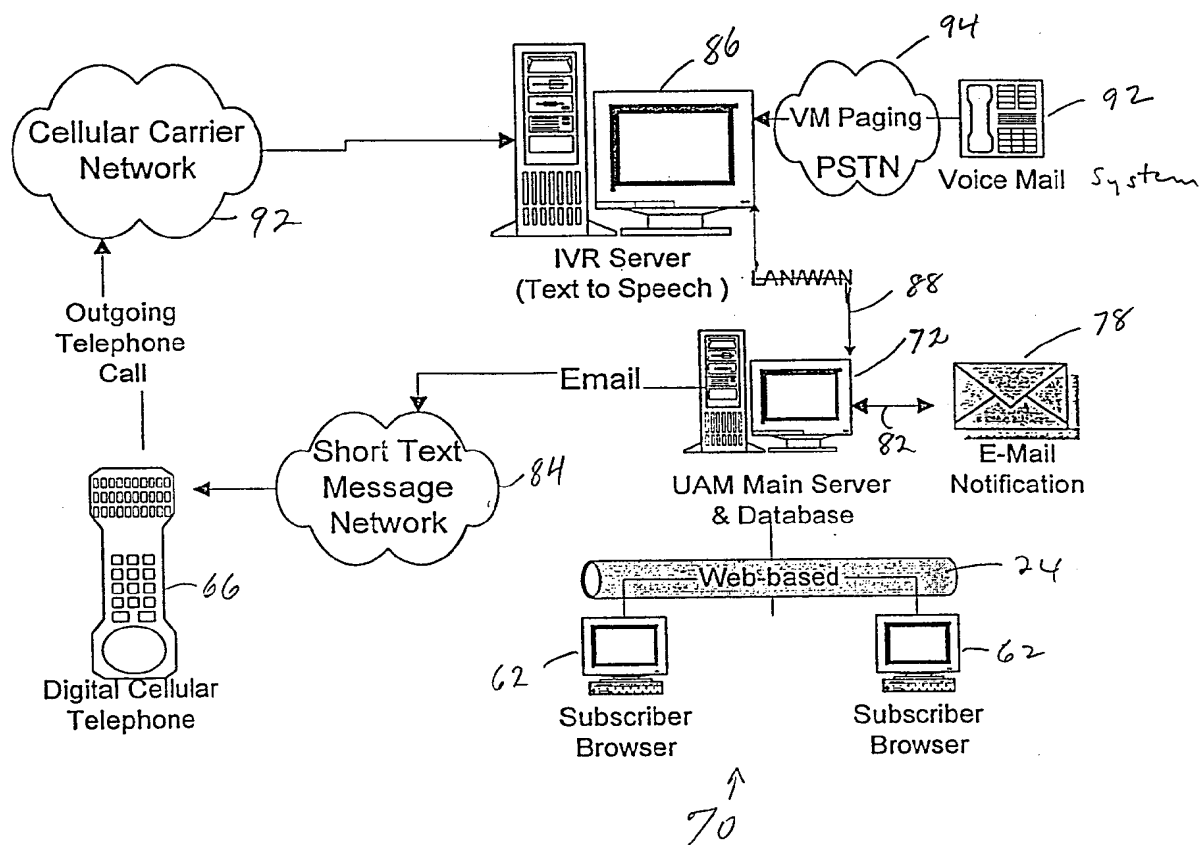 94
86
92
Cellular Carrier
Network
VM Paging
PSTN
Voice Mail System
92
IVR Server
(Text to Speech )
LAN/WAN
88
Outgoing
Telephone
Call
72
78
Email
82
E-Mail
Notification
Short Text
Message
Network
84
UAM Main Server
& Database
66
Web-based
24
62
62
Digital Cellular
Telephone
Subscriber
Browser
Subscriber
Browser
70